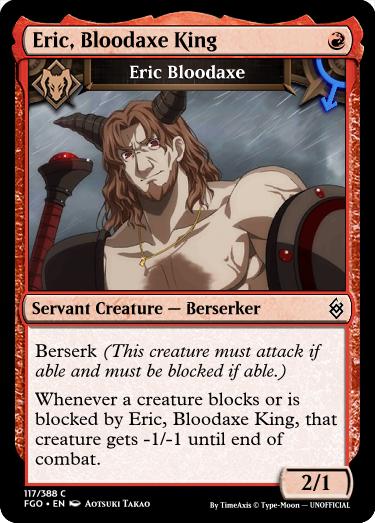 Eric, Bloodaxe King
Eric Bloodaxe
Servant Creature — Berserker
Berserk (This creature must attack if
able and must be blocked if able.)
Whenever a creature blocks or is
blocked by Eric, Bloodaxe King, that
creature gets -1/-1 until end of
combat.
2/1
117/388 C
FGO • EN Aotsuki Takao
By TimeAxis © Type-Moon — UNOFFICIAL